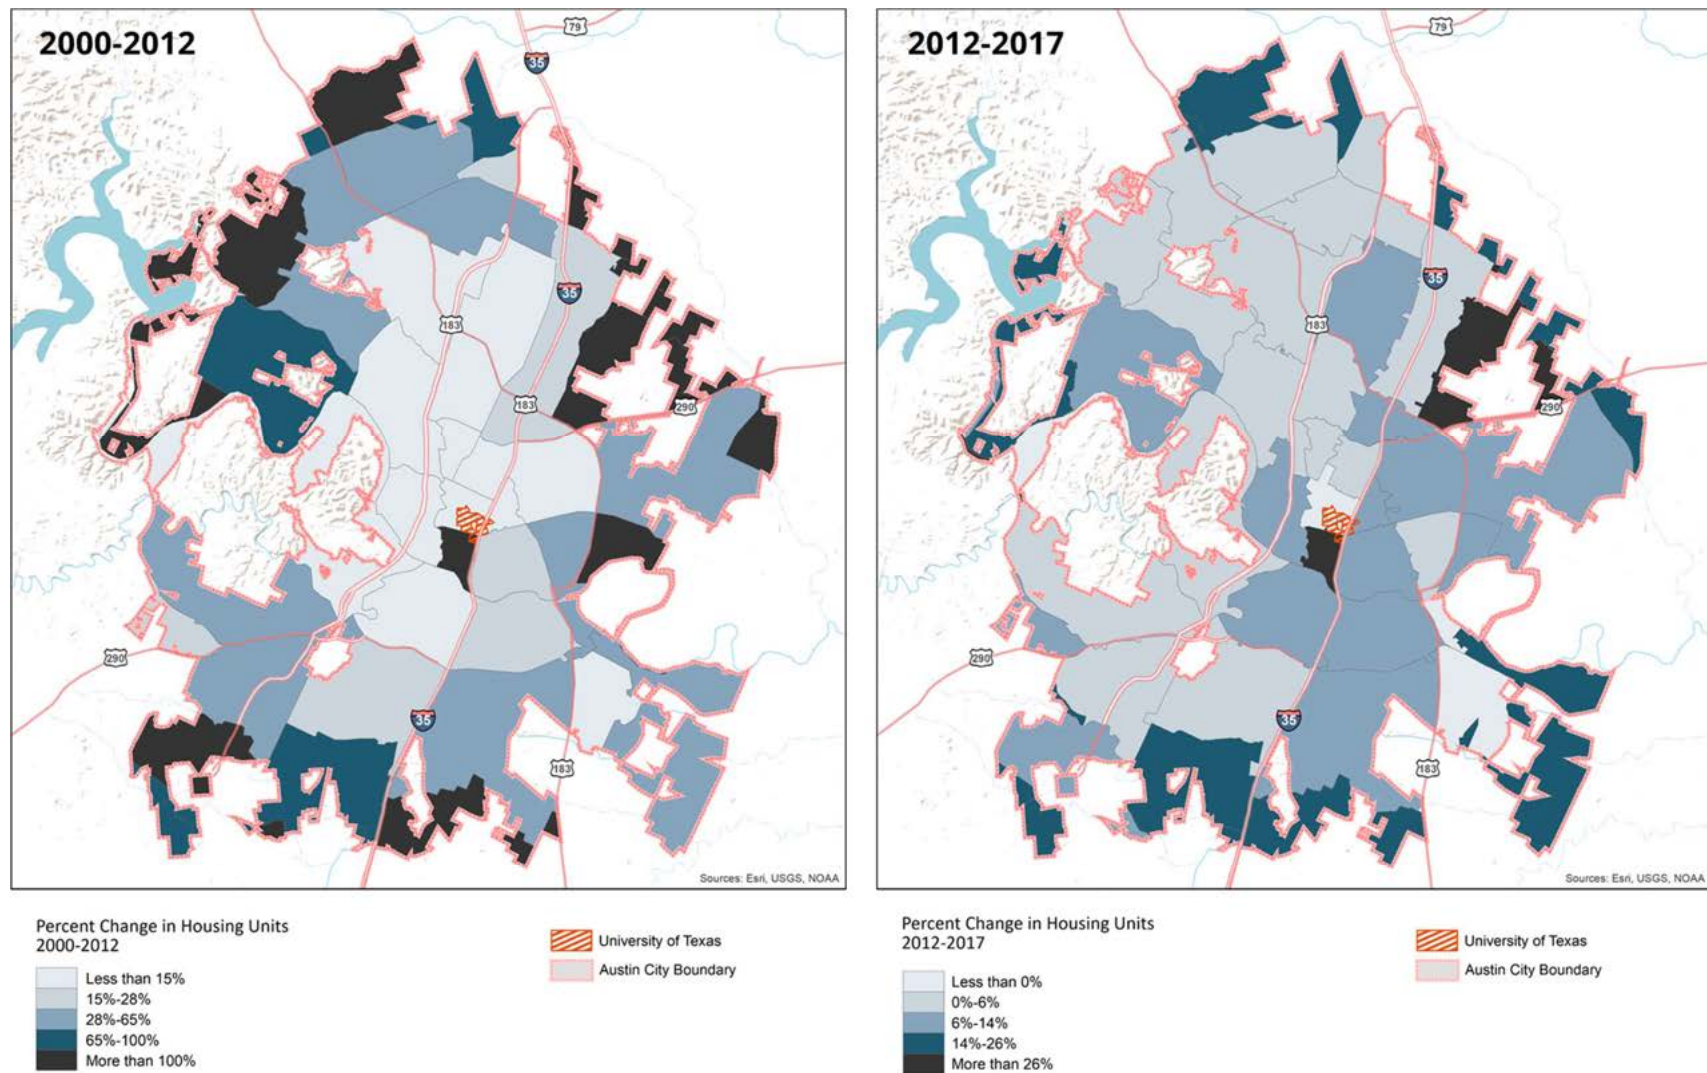 2000-2012
79
35
35
183
183
290
290
35
183
Sources: Esri, USGS, NOAA
Percent Change in Housing Units
2000-2012
Less than 15%
15%-28%
28%-65%
65%-100%
More than 100%
University of Texas
Austin City Boundary
2012-2017
79
35
35
183
290
290
35
183
Sources: Esri, USGS, NOAA
Percent Change in Housing Units
2012-2017
Less than 0%
0%-6%
6%-14%
14%-26%
More than 26%
University of Texas
Austin City Boundary